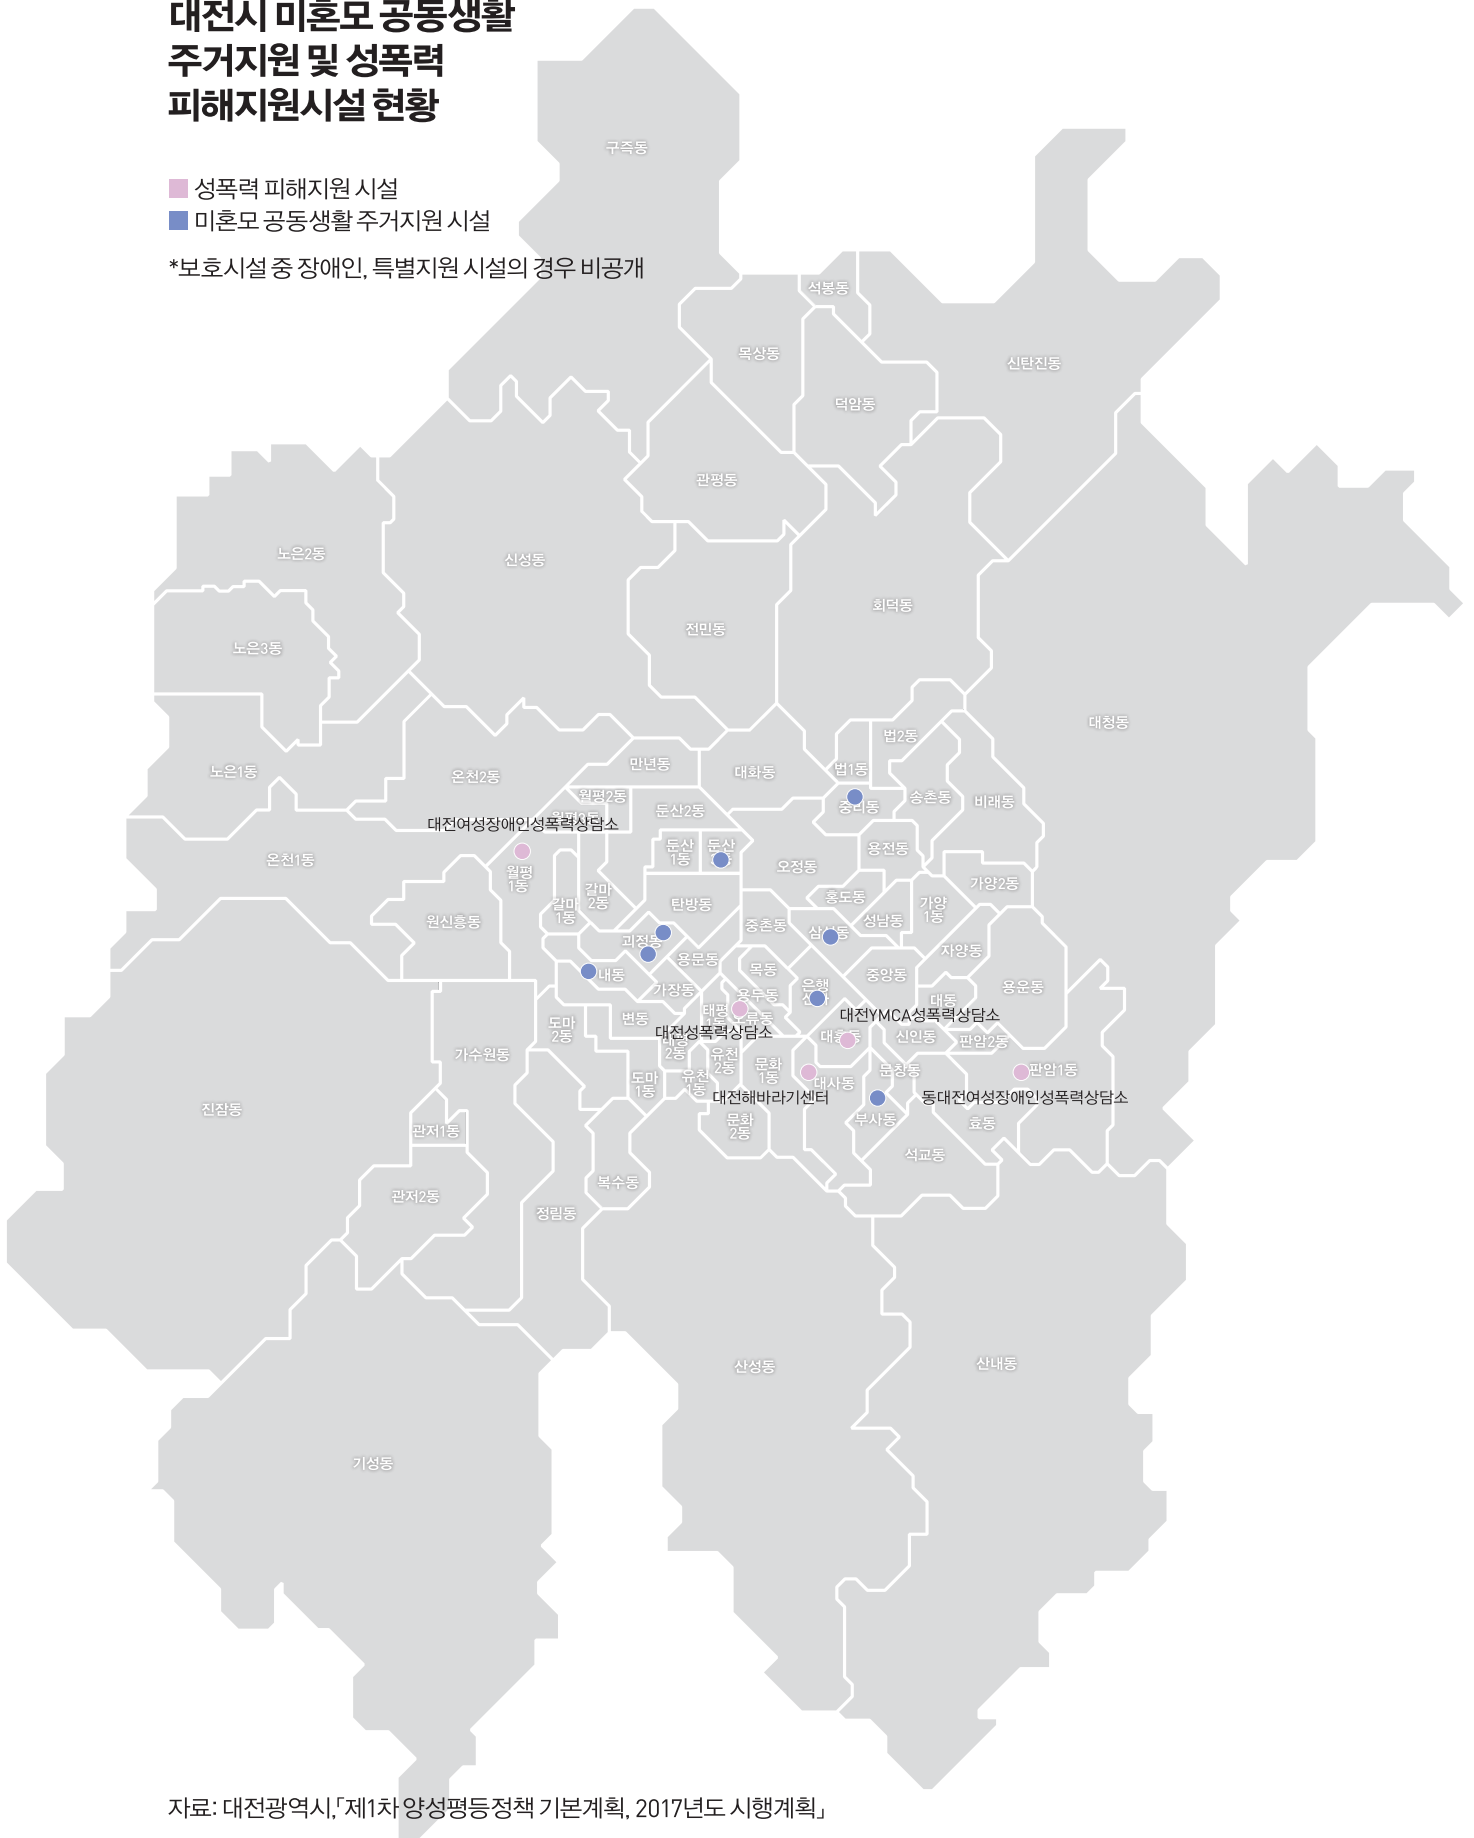 대전시 미혼모 공동생활
주거지원 및 성폭력
피해지원시설 현황
성폭력 피해지원 시설
미혼모 공동생활 주거지원 시설
*보호시설 중 장애인, 특별지원 시설의 경우 비공개
구즉동
석봉동
목상동
신탄진동
덕암동
관평동
노은2동
신성동
회덕동
전민동
노은3동
대청동
법2동
만년동
법1동
노은1동
온천2동
대화동
월평2동
송촌동
비래동
중리동
둔산2동
대전여성장애인성폭력상담소
둔산
1동
둔산
용전동
온천1동
오정동
월평
1동
가양2동
갈마
2동
홍도동
탄방동
갈마
1동
가양
1동
원신흥동
성남동
중촌동
괴정동
자양동
용문동
목동
내동
중앙동
은행
용운동
가장동
용두동
대동
태평
대전YMCA성폭력상담소
변동
도마
2동
대전성폭력상담소
신인동
판암2동
가수원동
2동
유천
2동
문화
1동
문창동
판암1동
도마
1동
유천
1동
대사동
대전해바라기센터
동대전여성장애인성폭력상담소
진잠동
부사동
문화
2동
효동
관저1동
석교동
복수동
관저2동
정림동
산성동
산내동
기성동
자료: 대전광역시,「제1차 양성평등정책 기본계획, 2017년도 시행계획」